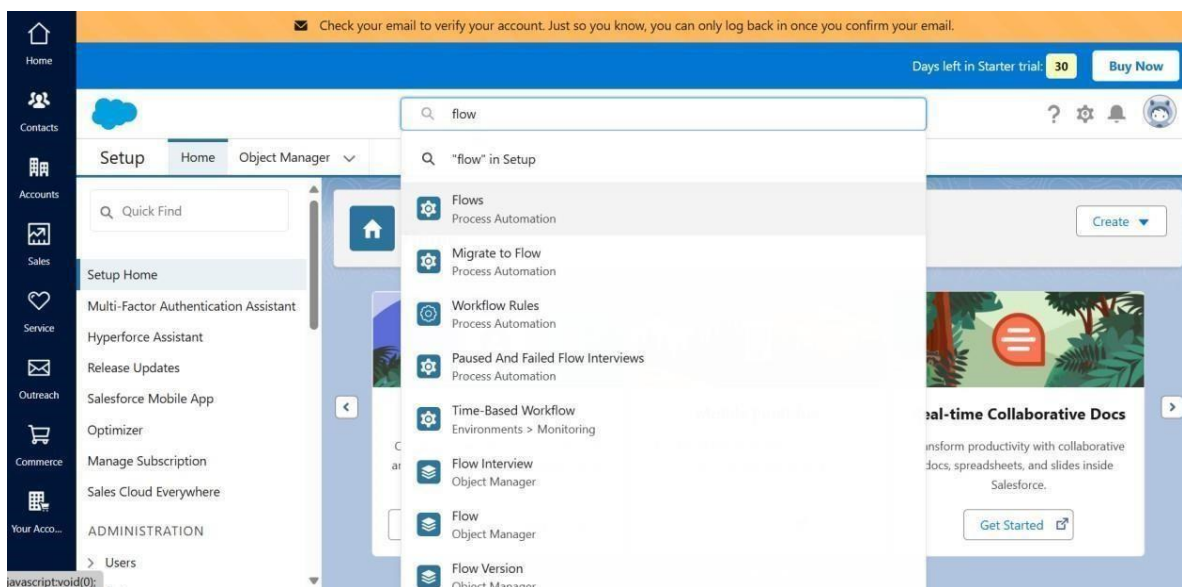 Check your email to verify your account. Just so you know, you can only log back in once you confirm your email.
Days left in Starter trial: 30
Buy Now
Home
Contacts
Accounts
Sales
Service
Outreach
Commerce
Your Acco...
flow
Setup
Home
Object Manager
Quick Find
Setup Home
Multi-Factor Authentication Assistant
Hyperforce Assistant
Release Updates
Salesforce Mobile App
Optimizer
Manage Subscription
Sales Cloud Everywhere
ADMINISTRATION
Users
javascript:void(0);
"flow" in Setup
Flows
Process Automation
Migrate to Flow
Process Automation
Workflow Rules
Process Automation
Paused And Failed Flow Interviews
Process Automation
Time-Based Workflow
Environments > Monitoring
Flow Interview
Object Manager
Flow
Object Manager
Flow Version
Object Manager
Create
eal-time Collaborative Docs
ansform productivity with collaborative
docs, spreadsheets, and slides inside
Salesforce.
Get Started